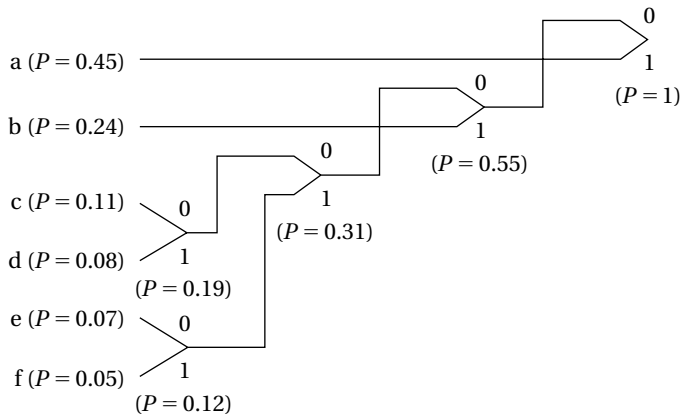 0
a (P = 0.45)
1
0
(P = 1)
b (P = 0.24)
1
0
(P = 0.55)
c (P = 0.11)
0
1
(P = 0.31)
d (P = 0.08)
1
(P = 0.19)
e (P = 0.07)
0
f (P = 0.05)
1
(P = 0.12)